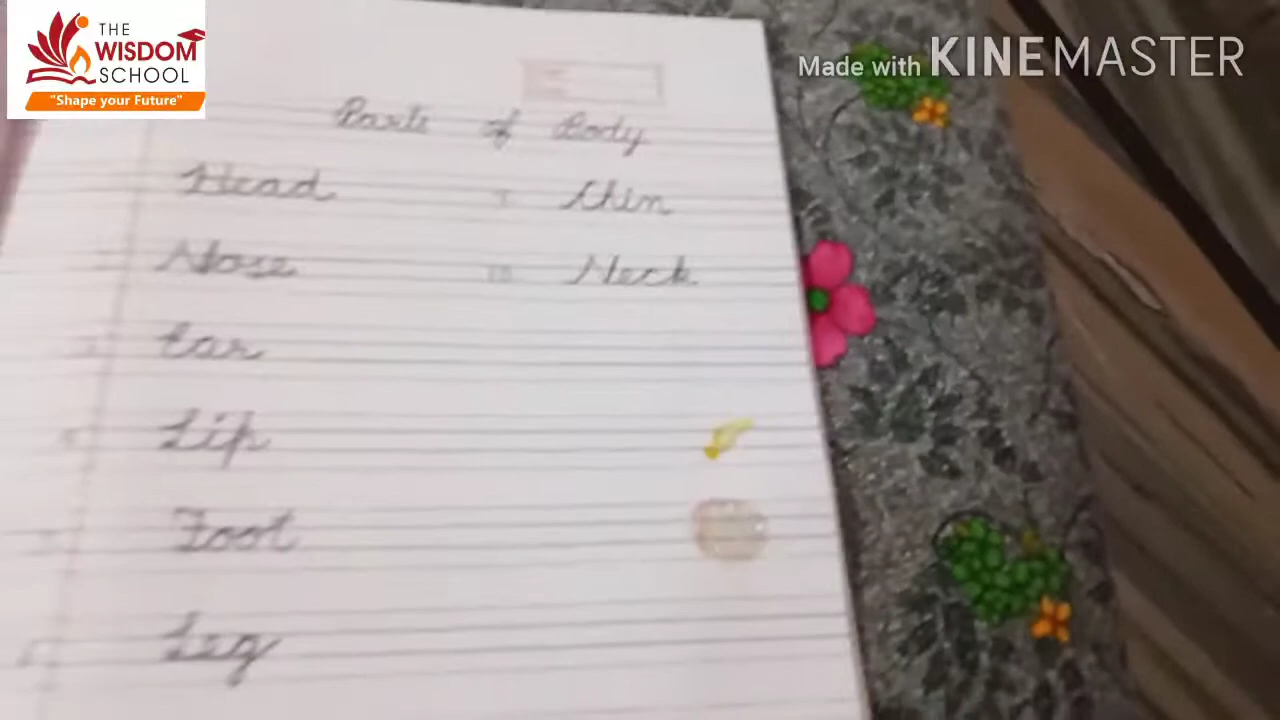 THE
WISDOM
SCHOOL
"Shape your Future"
Made with KINEMASTER
Parts of Body
Head
Chin
Nose
Neck
Ear
Lip
Foot
Leg